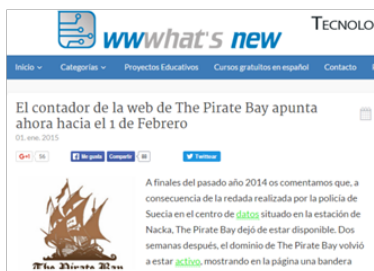 wwwhat's new
TECNOLO
Inicio Categorías Proyectos Educativos Cursos gratuitos en español Contacto
El contador de la web de The Pirate Bay apunta
ahora hacia el 1 de Febrero
01. ene. 2015
G+1 56 Me gusta Compartir 88 Twittear
A finales del pasado año 2014 os comentamos que, a
consecuencia de la redada realizada por la policía de
Suecia en el centro de datos situado en la estación de
Nacka, The Pirate Bay dejó de estar disponible. Dos
semanas después, el dominio de The Pirate Bay volvió
a estar activo, mostrando en la página una bandera
The Pirate Bay